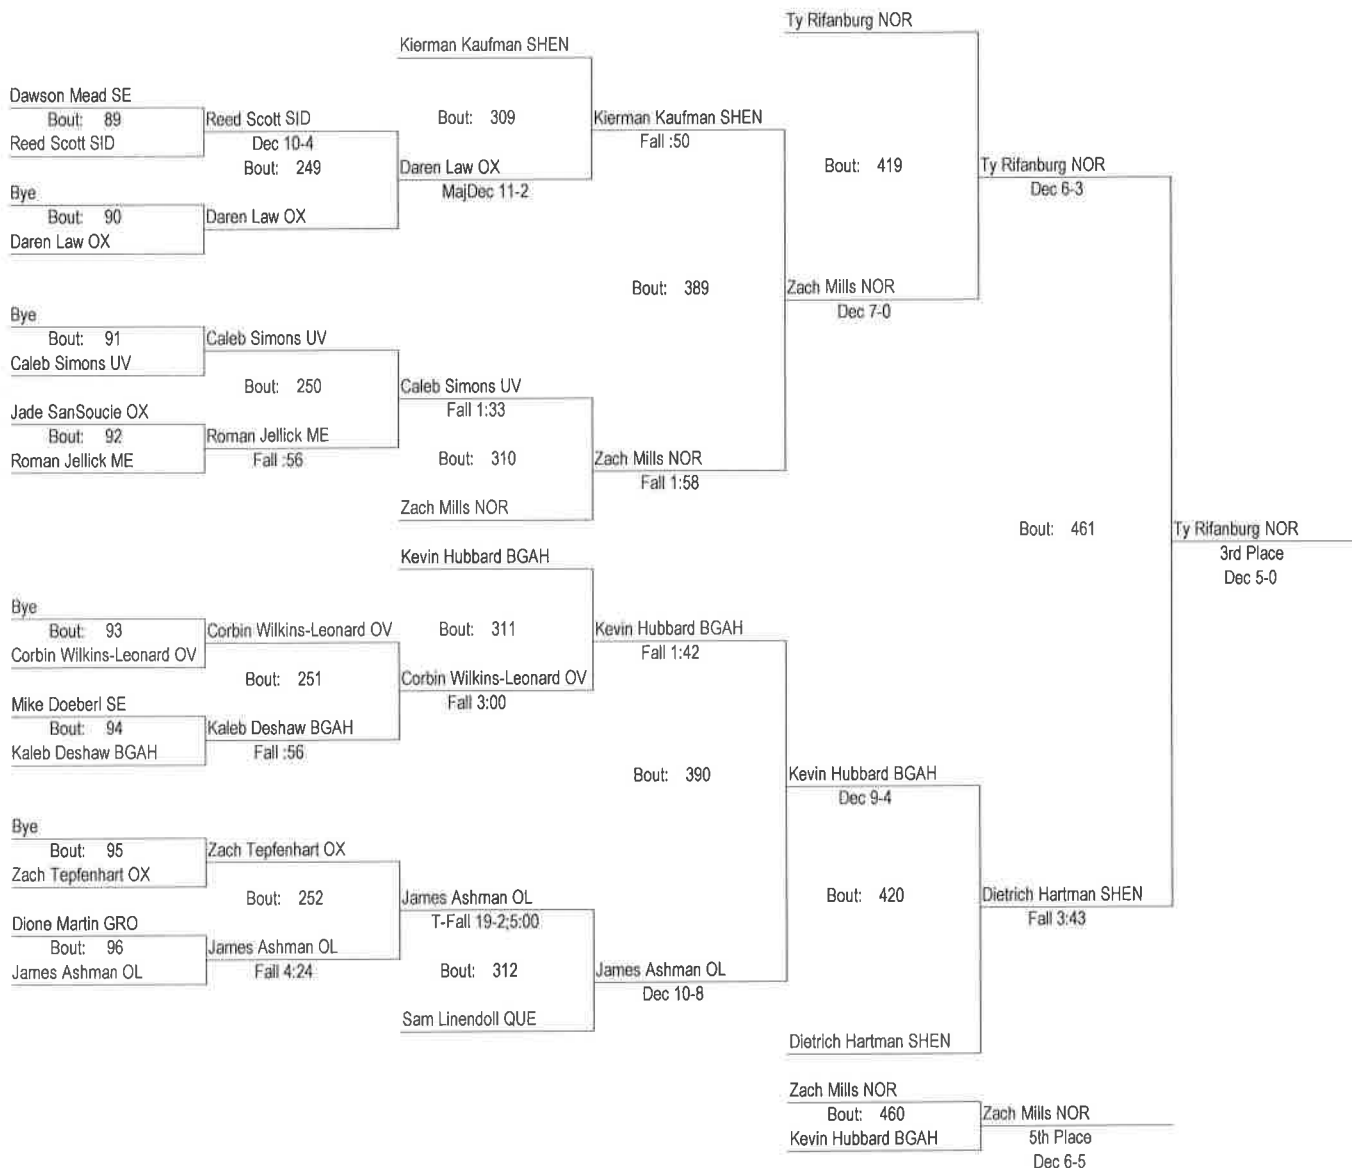 Ty Rifanburg NOR
Kierman Kaufman SHEN
Dawson Mead SE
Bout: 89
Reed Scott SID
Reed Scott SID
Dec 10-4
Bout: 249
Bout: 309
Kierman Kaufman SHEN
Fall :50
Daren Law OX
MajDec 11-2
Bye
Bout: 90
Daren Law OX
Daren Law OX
Bout: 419
Ty Rifanburg NOR
Dec 6-3
Bout: 389
Zach Mills NOR
Dec 7-0
Bye
Bout: 91
Caleb Simons UV
Caleb Simons UV
Bout: 250
Caleb Simons UV
Fall 1:33
Jade SanSoucie OX
Bout: 92
Roman Jellick ME
Roman Jellick ME
Fall :56
Bout: 310
Zach Mills NOR
Fall 1:58
Zach Mills NOR
Bout: 461
Ty Rifanburg NOR
3rd Place
Dec 5-0
Kevin Hubbard BGAH
Bye
Bout: 93
Corbin Wilkins-Leonard OV
Corbin Wilkins-Leonard OV
Bout: 311
Kevin Hubbard BGAH
Fall 1:42
Bout: 251
Corbin Wilkins-Leonard OV
Fall 3:00
Mike Doeberl SE
Bout: 94
Kaleb Deshaw BGAH
Kaleb Deshaw BGAH
Fall :56
Bout: 390
Kevin Hubbard BGAH
Dec 9-4
Bye
Bout: 95
Zach Tepfenhart OX
Zach Tepfenhart OX
Bout: 252
James Ashman OL
T-Fall 19-2;5:00
Bout: 420
Dietrich Hartman SHEN
Fall 3:43
Dione Martin GRO
Bout: 96
James Ashman OL
James Ashman OL
Fall 4:24
Bout: 312
James Ashman OL
Dec 10-8
Sam Linendoll QUE
Dietrich Hartman SHEN
Zach Mills NOR
Bout: 460
Kevin Hubbard BGAH
Zach Mills NOR
5th Place
Dec 6-5